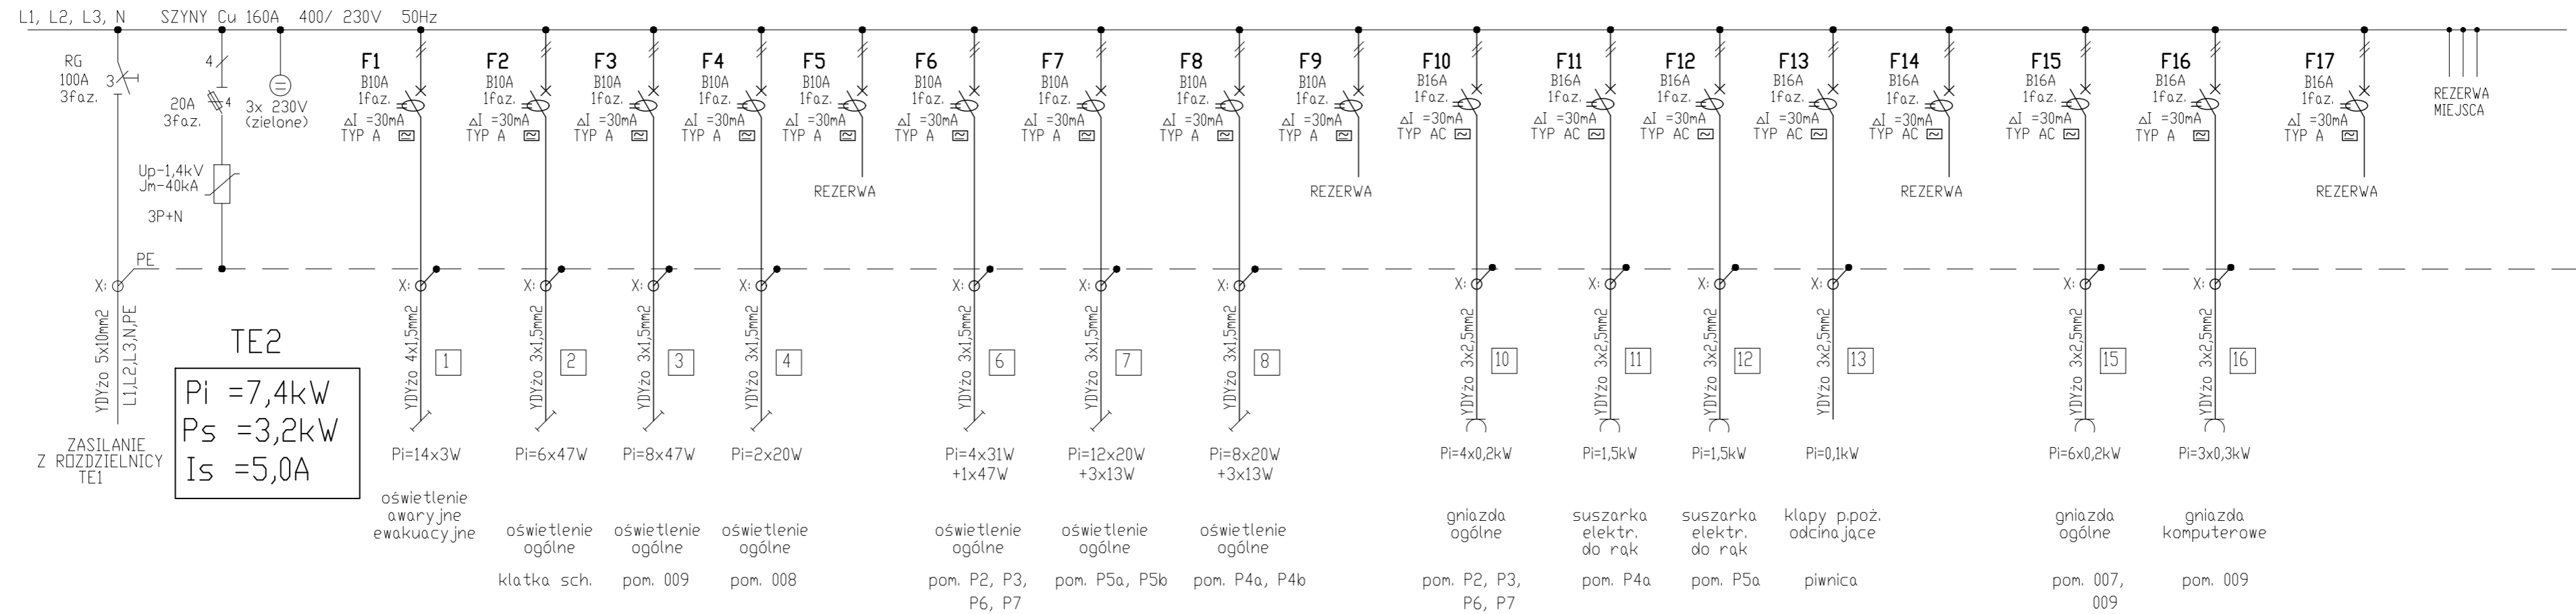 L1, L2, L3, N SZYNY Cu 160A 400/ 230V 50Hz
RG
100A
3faz.
3
4
20A
3faz.
4
3x 230V
(zielone)
Up-1,4kV
Jm-40kA
3P+N
PE
X:
YDYżo 5x10mm2
L1,L2,L3,N,PE
ZASILANIE
Z ROZDZIELNICY
TE1
TE2
Pi =7,4kW
Ps =3,2kW
Is =5,0A
F1
B10A
1faz.
ΔI =30mA
TYP A
X:
YDYżo 4x1,5mm2
1
Pi=14x3W
oświetlenie
awaryjne
ewakuacyjne
F2
B10A
1faz.
ΔI =30mA
TYP A
X:
YDYżo 3x1,5mm2
2
Pi=6x47W
oświetlenie
ogólne
klatka sch.
F3
B10A
1faz.
ΔI =30mA
TYP A
X:
YDYżo 3x1,5mm2
3
Pi=8x47W
oświetlenie
ogólne
pom. 009
F4
B10A
1faz.
ΔI =30mA
TYP A
X:
YDYżo 3x1,5mm2
4
Pi=2x20W
oświetlenie
ogólne
pom. 008
F5
B10A
1faz.
ΔI =30mA
TYP A
REZERWA
F6
B10A
1faz.
ΔI =30mA
TYP A
X:
YDYżo 3x1,5mm2
6
Pi=4x31W
+1x47W
oświetlenie
ogólne
pom. P2, P3,
P6, P7
F7
B10A
1faz.
ΔI =30mA
TYP A
X:
YDYżo 3x1,5mm2
7
Pi=12x20W
+3x13W
oświetlenie
ogólne
pom. P5a, P5b
F8
B10A
1faz.
ΔI =30mA
TYP A
X:
YDYżo 3x1,5mm2
8
Pi=8x20W
+3x13W
oświetlenie
ogólne
pom. P4a, P4b
F9
B10A
1faz.
ΔI =30mA
TYP A
REZERWA
F10
B16A
1faz.
ΔI =30mA
TYP AC
X:
YDYżo 3x2,5mm2
10
Pi=4x0,2kW
gniazda
ogólne
pom. P2, P3,
P6, P7
F11
B16A
1faz.
ΔI =30mA
TYP AC
X:
YDYżo 3x2,5mm2
11
Pi=1,5kW
suszarka
elektr.
do rąk
pom. P4a
F12
B16A
1faz.
ΔI =30mA
TYP AC
X:
YDYżo 3x2,5mm2
12
Pi=1,5kW
suszarka
elektr.
do rąk
pom. P5a
F13
B16A
1faz.
ΔI =30mA
TYP AC
X:
YDYżo 3x2,5mm2
13
Pi=0,1kW
klapy p.poż.
odcinające
piwnica
F14
B16A
1faz.
ΔI =30mA
TYP AC
REZERWA
F15
B16A
1faz.
ΔI =30mA
TYP AC
X:
YDYżo 3x2,5mm2
15
Pi=6x0,2kW
gniazda
ogólne
pom. 007,
009
F16
B16A
1faz.
ΔI =30mA
TYP A
X:
YDYżo 3x2,5mm2
16
Pi=3x0,3kW
gniazda
komputerowe
pom. 009
F17
B16A
1faz.
ΔI =30mA
TYP A
REZERWA
REZERWA
MIEJSCA